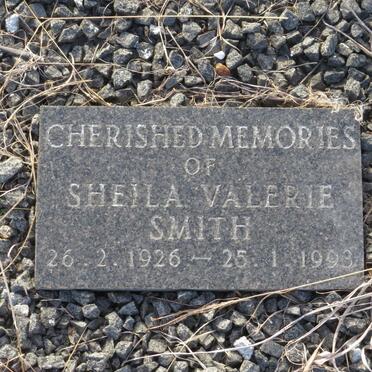 CHERISHED MEMORIES
OF
SHEILA VALERIE
SMITH
26. 2. 1926 — 25. 1. 1993